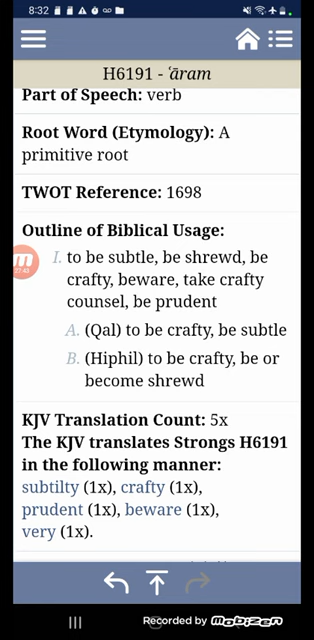 8:32
H6191 - ʿāram
Part of Speech: verb
Root Word (Etymology): A
primitive root
TWOT Reference: 1698
Outline of Biblical Usage:
I. to be subtle, be shrewd, be
crafty, beware, take crafty
counsel, be prudent
A. (Qal) to be crafty, be subtle
B. (Hiphil) to be crafty, be or
become shrewd
KJV Translation Count: 5x
The KJV translates Strongs H6191
in the following manner:
subtilty (1x), crafty (1x),
prudent (1x), beware (1x),
very (1x).
Recorded by Mobizen